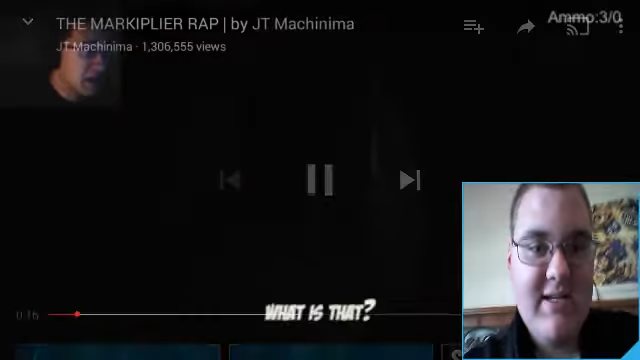 THE MARKIPLIER RAP | by JT Machinima
Ammo:3/0
JT Machinima · 1,306,555 views
0:16
WHAT IS THAT?